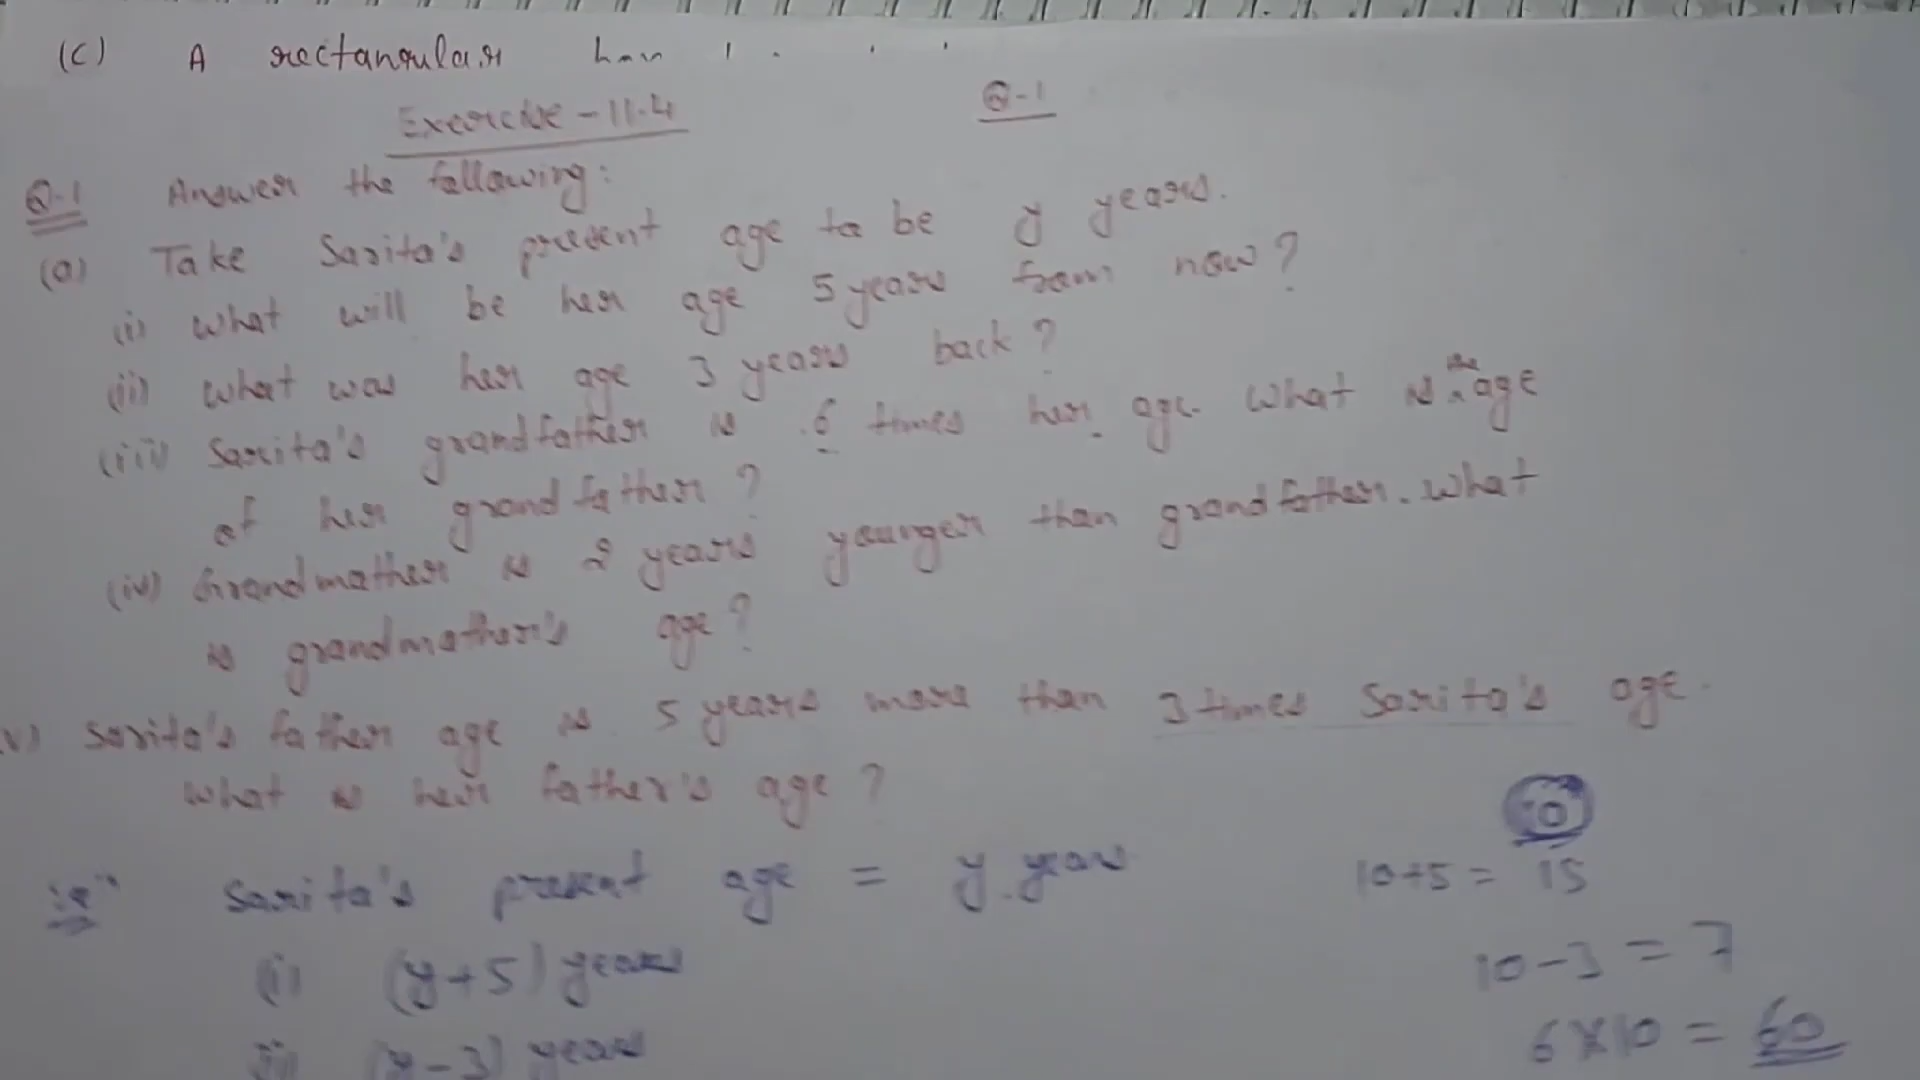 (C) A rectangular
Exercise - 11.4
Q-1
Q-1 Answer the following:
(a) Take Sarita's present age to be y years.
(i) What will be her age 5 years from now?
(ii) What was her age 3 years back?
(iii) Sarita's grandfather is 6 times her age. What is the age
of her grandfather?
(iv) Grandmother is 2 years younger than grandfather. What
is grandmother's age?
(v) Sarita's father age is 5 years more than 3 times Sarita's age.
What is her father's age?
Sarita's present age = y year
10+5 = 15
(i) (y+5) years
10-3 = 7
(ii) (y-3) years
6×10 = 60